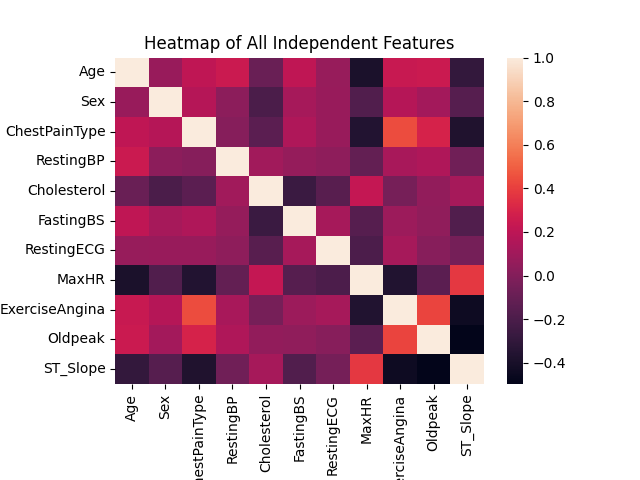 Heatmap of All Independent Features
Age
Sex
ChestPainType
RestingBP
Cholesterol
FastingBS
RestingECG
MaxHR
ExerciseAngina
Oldpeak
ST_Slope
Age
Sex
hestPainType
RestingBP
Cholesterol
FastingBS
RestingECG
MaxHR
erciseAngina
Oldpeak
ST_Slope
1.0
0.8
0.6
0.4
0.2
0.0
−0.2
−0.4